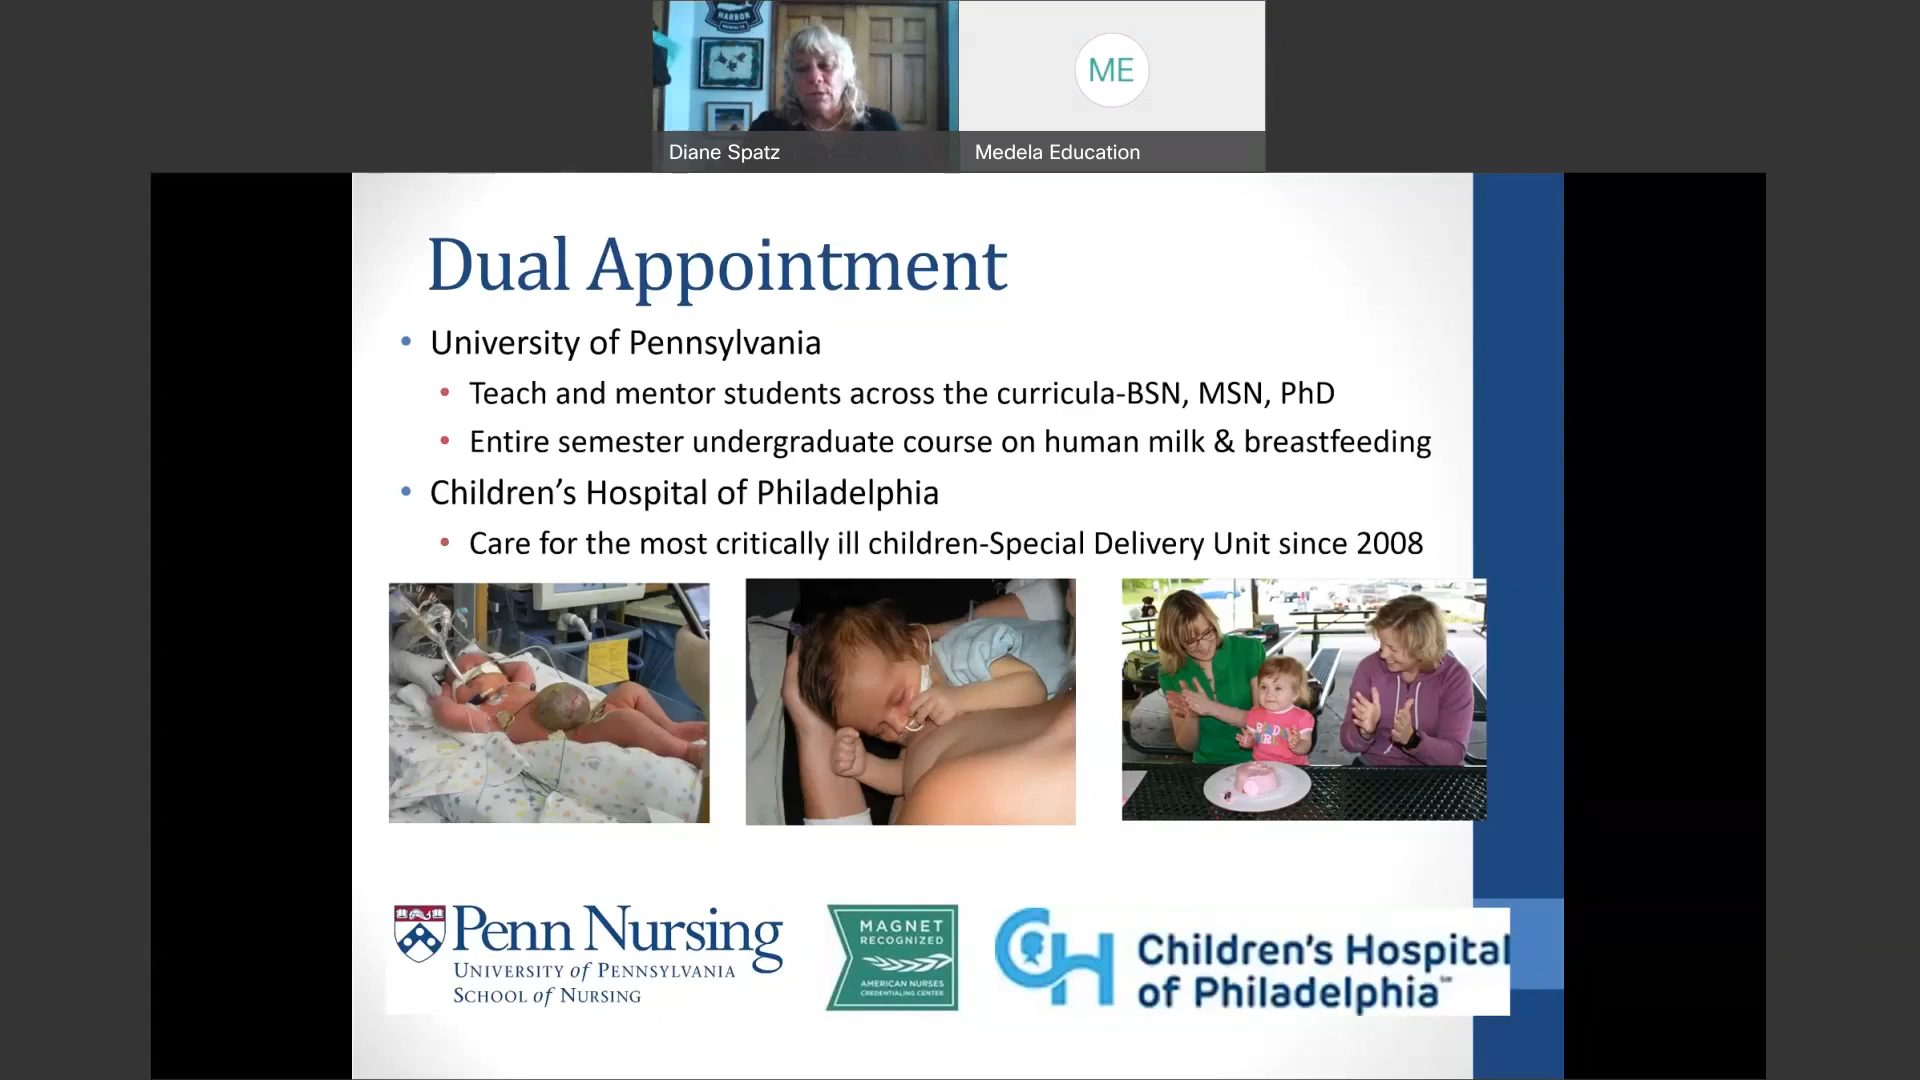 WARBOR
Diane Spatz
ME
Medela Education
Dual Appointment
• University of Pennsylvania
• Teach and mentor students across the curricula-BSN, MSN, PhD
• Entire semester undergraduate course on human milk & breastfeeding
• Children's Hospital of Philadelphia
• Care for the most critically ill children-Special Delivery Unit since 2008
Penn Nursing
UNIVERSITY of PENNSYLVANIA
SCHOOL of NURSING
MAGNET
RECOGNIZED
AMERICAN NURSES
CREDENTIALING CENTER
CH
Children's Hospital
of Philadelphia℠